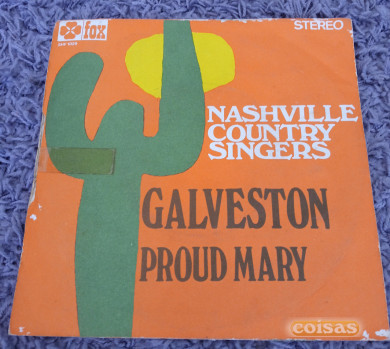 fox
STEREO
NASHVILLE
COUNTRY
SINGERS
GALVESTON
PROUD MARY
coisas